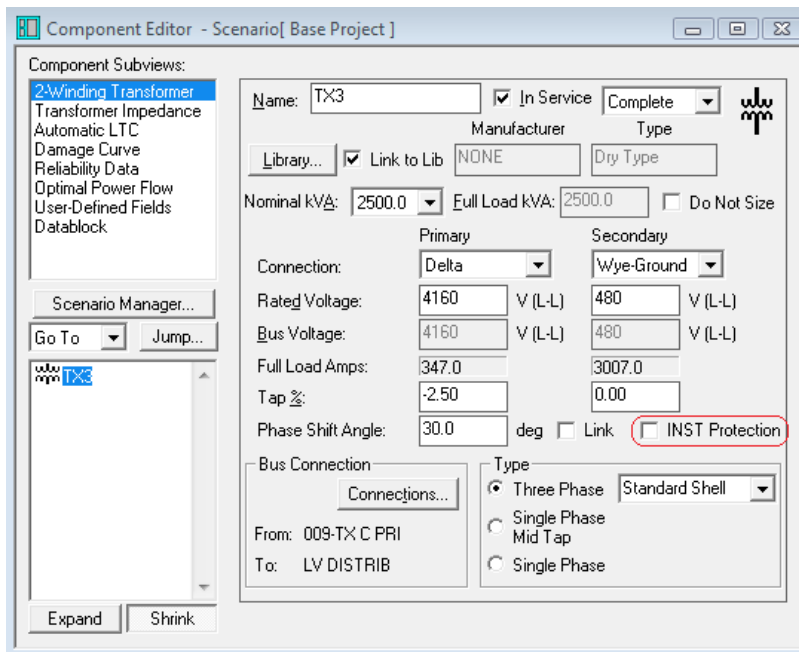 Component Editor - Scenario[ Base Project ]
Component Subviews:
2-Winding Transformer
Transformer Impedance
Automatic LTC
Damage Curve
Reliability Data
Optimal Power Flow
User-Defined Fields
Datablock
Scenario Manager...
Go To Jump...
TX3
Expand Shrink
Name: TX3 In Service Complete
Manufacturer Type
Library... Link to Lib NONE Dry Type
Nominal kVA: 2500.0 Full Load kVA: 2500.0 Do Not Size
Primary Secondary
Connection: Delta Wye-Ground
Rated Voltage: 4160 V (L-L) 480 V (L-L)
Bus Voltage: 4160 V (L-L) 480 V (L-L)
Full Load Amps: 347.0 3007.0
Tap %: -2.50 0.00
Phase Shift Angle: 30.0 deg Link INST Protection
Bus Connection
Connections...
From: 009-TX C PRI
To: LV DISTRIB
Type
Three Phase Standard Shell
Single Phase
Mid Tap
Single Phase